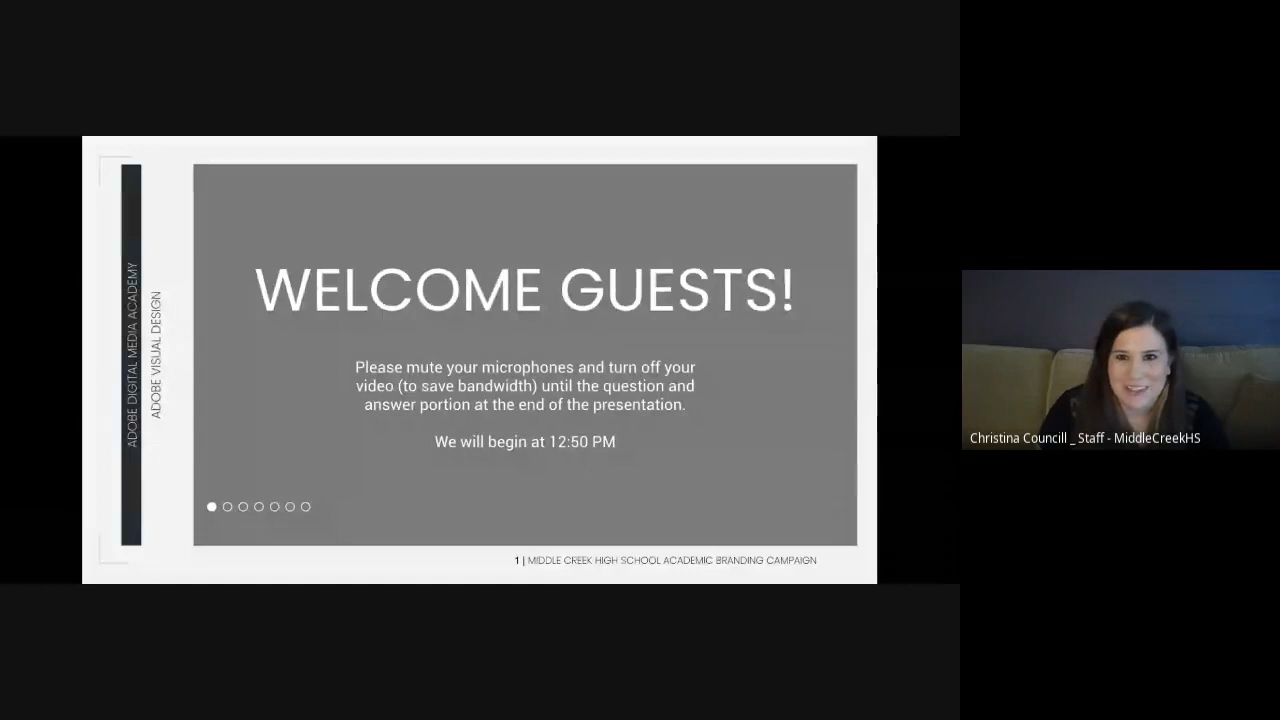 ADOBE DIGITAL MEDIA ACADEMY
ADOBE VISUAL DESIGN
WELCOME GUESTS!
Please mute your microphones and turn off your
video (to save bandwidth) until the question and
answer portion at the end of the presentation.
We will begin at 12:50 PM
1 | MIDDLE CREEK HIGH SCHOOL ACADEMIC BRANDING CAMPAIGN
Christina Councill _ Staff - MiddleCreekHS